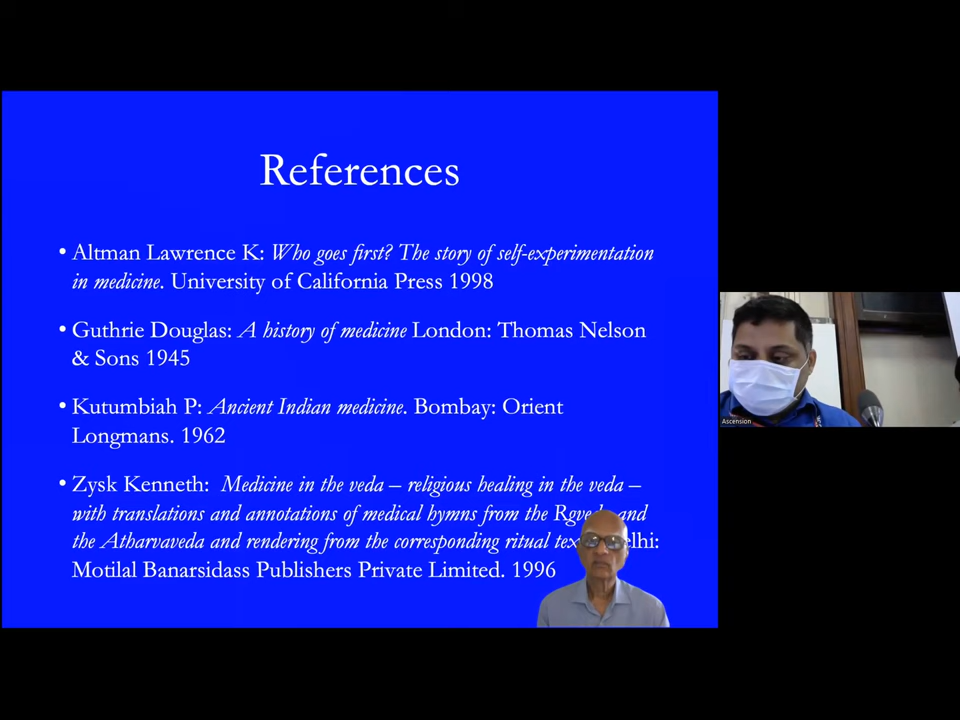 References
• Altman Lawrence K: Who goes first? The story of self-experimentation
in medicine. University of California Press 1998
• Guthrie Douglas: A history of medicine London: Thomas Nelson
& Sons 1945
• Kutumbiah P: Ancient Indian medicine. Bombay: Orient
Longmans. 1962
• Zysk Kenneth: Medicine in the veda – religious healing in the veda –
with translations and annotations of medical hymns from the and
the Atharvaveda and rendering from the corresponding ritual
Motilal Banarsidass Publishers Private Limited. 1996
Ascension